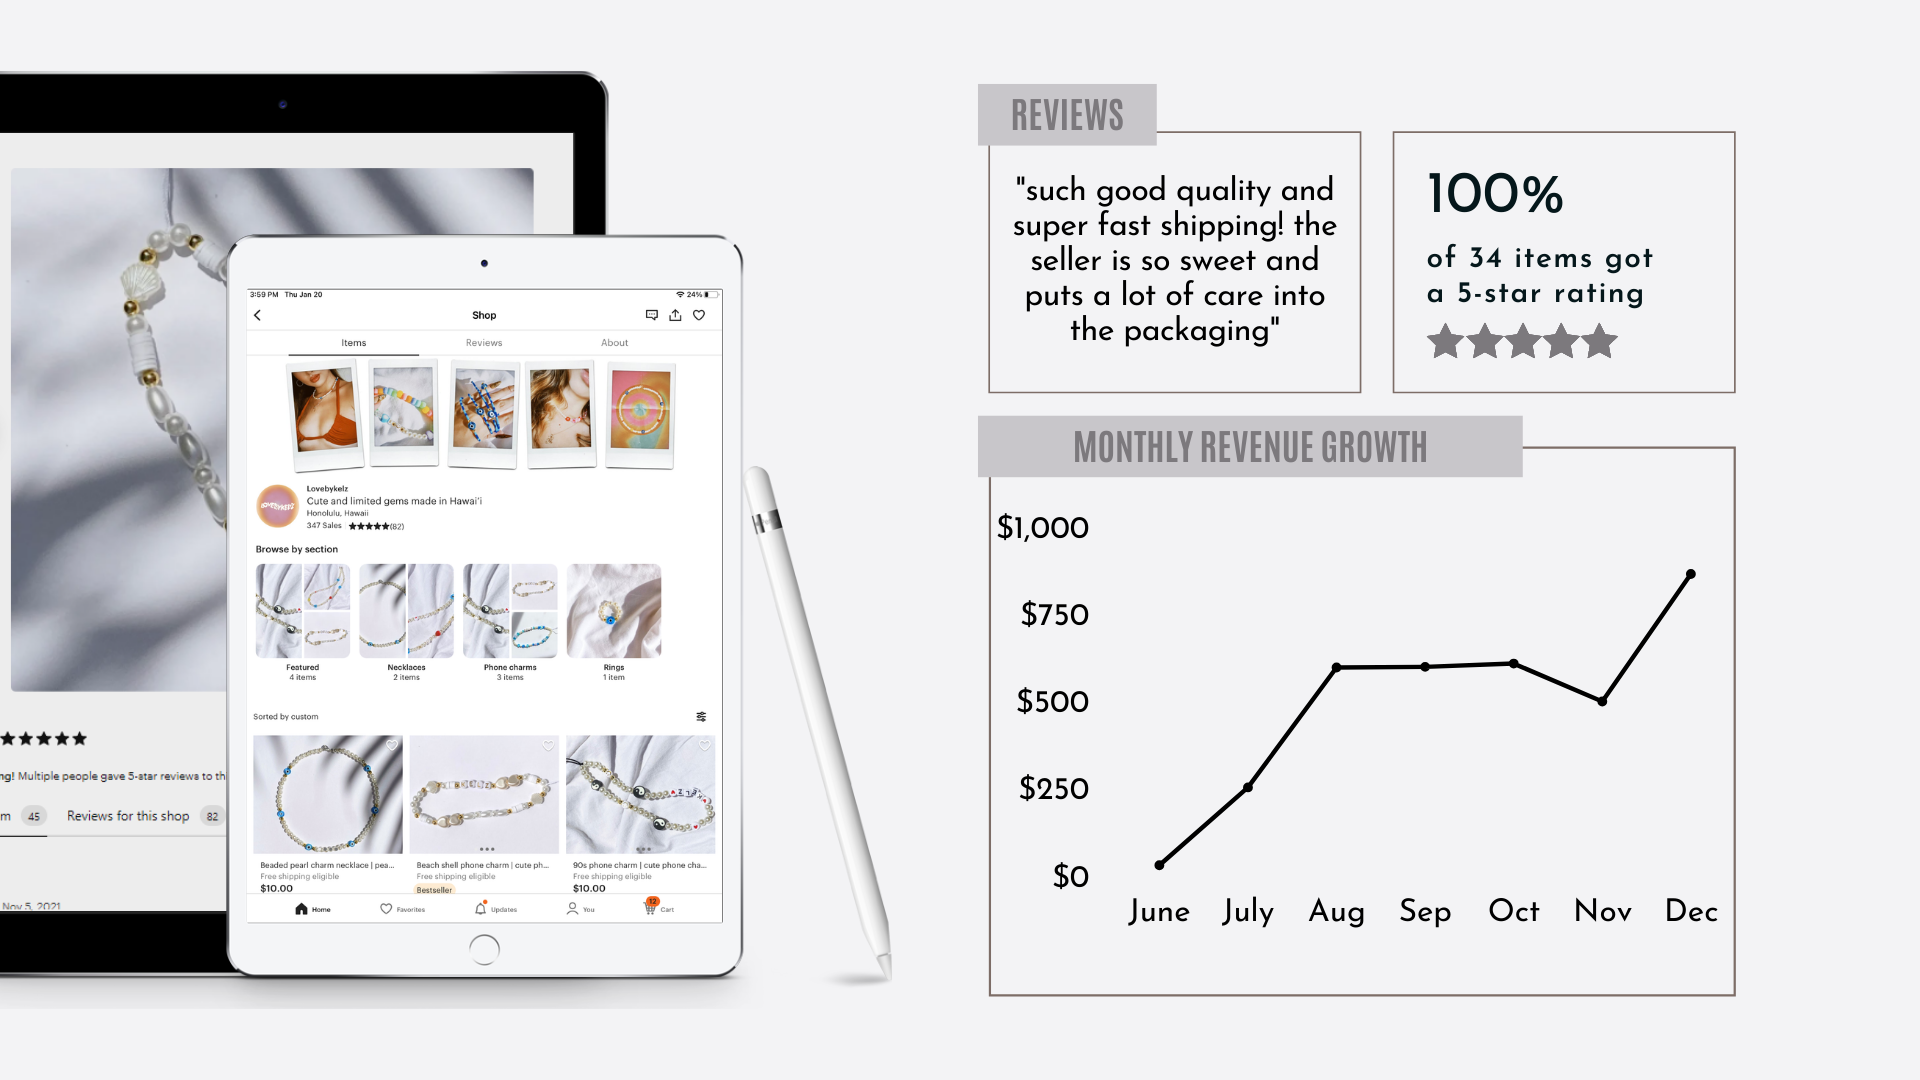 3:59 PM Thu Jan 20
24%
Shop
Items
Reviews
About
Lovebykelz
Cute and limited gems made in Hawai'i
Honolulu, Hawaii
347 Sales ★★★★★(82)
Browse by section
Featured
4 items
Necklaces
2 items
Phone charms
3 items
Rings
1 item
Sorted by custom
Beaded pearl charm necklace | pea...
Free shipping eligible
$10.00
Beach shell phone charm | cute ph...
Free shipping eligible
Bestseller
90s phone charm | cute phone cha...
Free shipping eligible
$10.00
Home
Favorites
Updates
You
12
Cart
Multiple people gave 5-star reviews to th
45
Reviews for this shop 82
Nov 5, 2021
REVIEWS
"such good quality and
super fast shipping! the
seller is so sweet and
puts a lot of care into
the packaging"
100%
of 34 items got
a 5-star rating
MONTHLY REVENUE GROWTH
$1,000
$750
$500
$250
$0
June July Aug Sep Oct Nov Dec